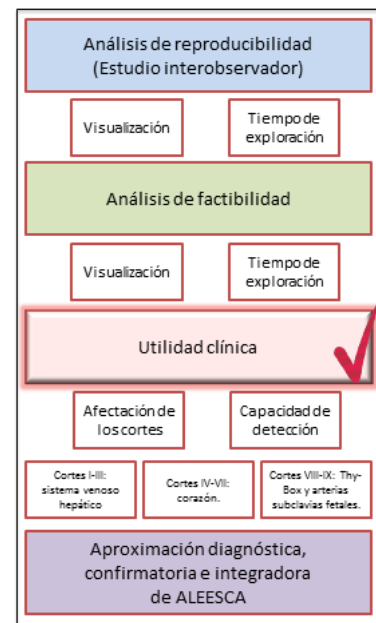 Análisis de reproducibilidad
(Estudio interobservador)
Visualización
Tiempo de
exploración
Análisis de factibilidad
Visualización
Tiempo de
exploración
Utilidad clínica
Afectación de
los cortes
Capacidad de
detección
Cortes I-III:
sistema venoso
hepático
Cortes IV-VII:
corazón.
Cortes VIII-IX: Thy-
Box y arterias
subclavias fetales.
Aproximación diagnóstica,
confirmatoria e integradora
de ALEESCA